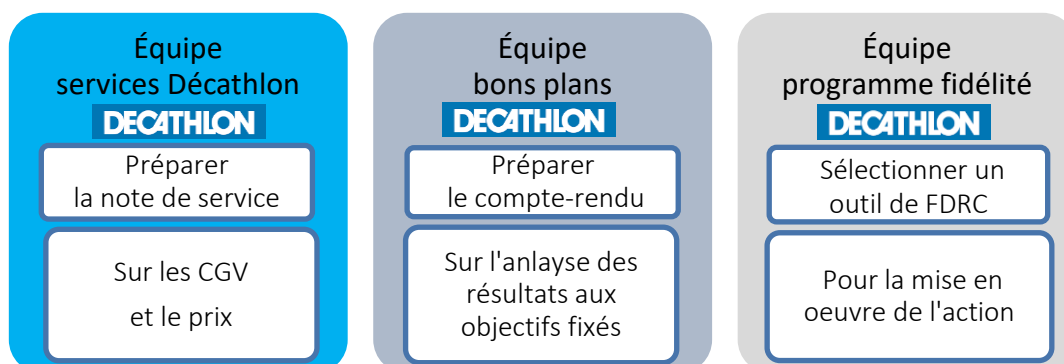 Équipe
services Décathlon
DECATHLON
Préparer
la note de service
Sur les CGV
et le prix
Équipe
bons plans
DECATHLON
Préparer
le compte-rendu
Sur l'anlayse des
résultats aux
objectifs fixés
Équipe
programme fidélité
DECATHLON
Sélectionner un
outil de FDRC
Pour la mise en
oeuvre de l'action